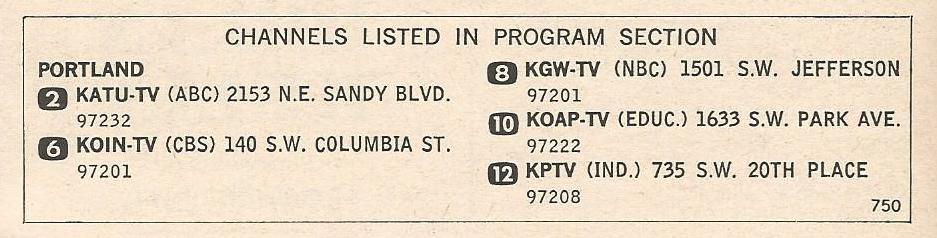 CHANNELS LISTED IN PROGRAM SECTION
PORTLAND
2 KATU-TV (ABC) 2153 N.E. SANDY BLVD.
97232
6 KOIN-TV (CBS) 140 S.W. COLUMBIA ST.
97201
8 KGW-TV (NBC) 1501 S.W. JEFFERSON
97201
10 KOAP-TV (EDUC.) 1633 S.W. PARK AVE.
97222
12 KPTV (IND.) 735 S.W. 20TH PLACE
97208
750